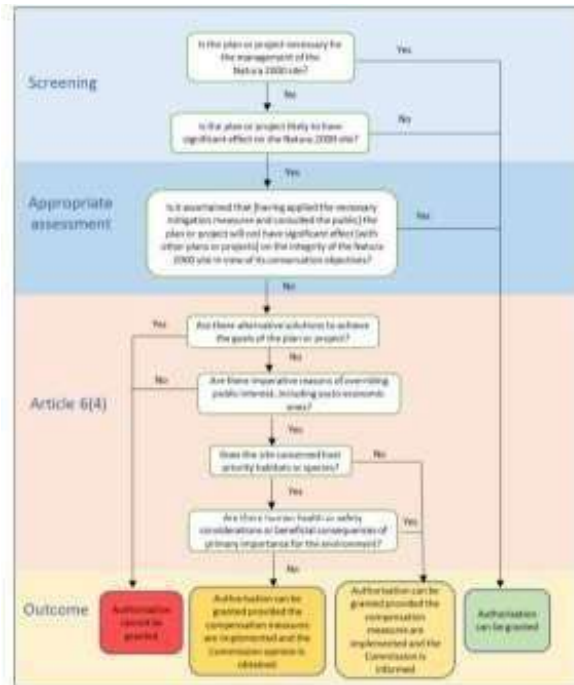 Is the plan or project necessary for
the management of the
Natura 2000 site?
Yes
Screening
No
Is the plan or project likely to have
significant effect on the Natura 2000 site?
No
Yes
Appropriate
assessment
Is it ascertained that [having applied the necessary
mitigation measures and consulted the public] the
plan or project will not have significant effect [with
other plans or projects] on the integrity of the Natura
2000 site in view of its conservation objectives?
Yes
No
Yes
Are there alternative solutions to achieve
the goals of the plan or project?
No
No
Are there imperative reasons of overriding
public interest, including socio-economic
ones?
Article 6(4)
Yes
No
Does the site concerned host
priority habitats or species?
Yes
Are there human health or safety
considerations or beneficial consequences of
primary importance for the environment?
Yes
No
Outcome
Authorisation
cannot be
granted
Authorisation can be
granted provided the
compensation measures
are implemented and the
Commission opinion is
obtained
Authorisation can be
granted provided the
compensation
measures are
implemented and the
Commission is
informed
Authorisation
can be granted